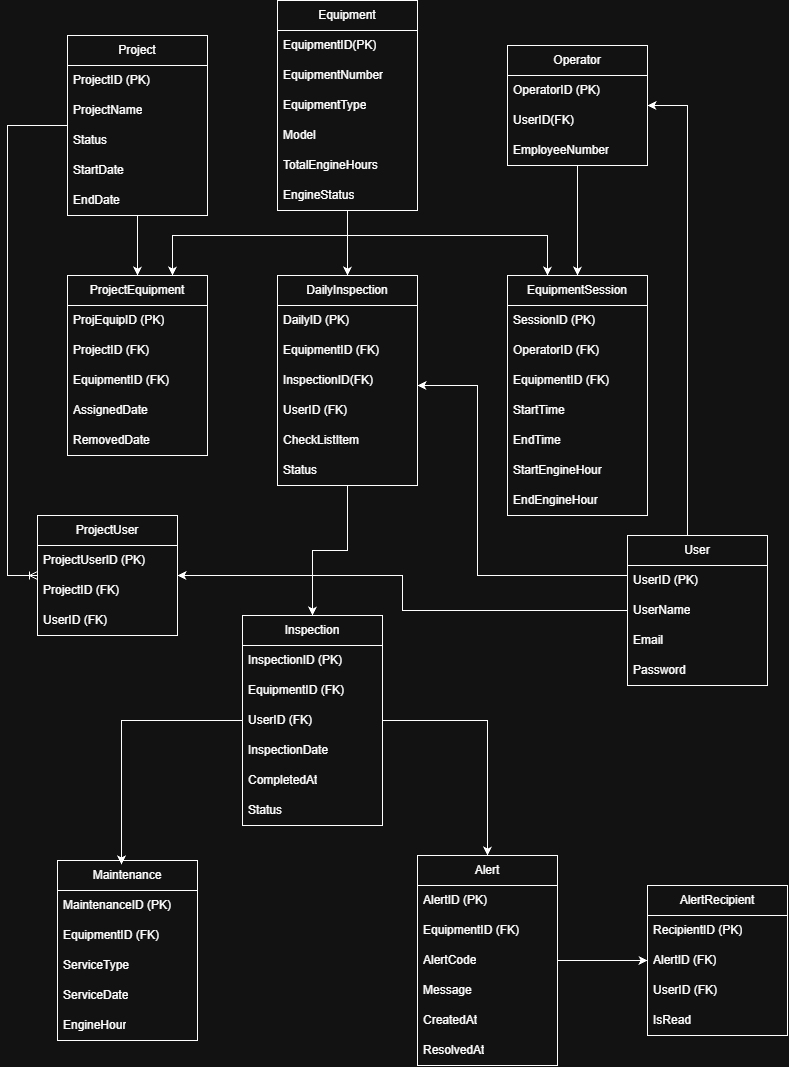 Project
ProjectID (PK)
ProjectName
Status
StartDate
EndDate
Equipment
EquipmentID(PK)
EquipmentNumber
EquipmentType
Model
TotalEngineHours
EngineStatus
Operator
OperatorID (PK)
UserID(FK)
EmployeeNumber
ProjectEquipment
ProjEquipID (PK)
ProjectID (FK)
EquipmentID (FK)
AssignedDate
RemovedDate
DailyInspection
DailyID (PK)
EquipmentID (FK)
InspectionID(FK)
UserID (FK)
CheckListItem
Status
EquipmentSession
SessionID (PK)
OperatorID (FK)
EquipmentID (FK)
StartTime
EndTime
StartEngineHour
EndEngineHour
ProjectUser
ProjectUserID (PK)
ProjectID (FK)
UserID (FK)
User
UserID (PK)
UserName
Email
Password
Inspection
InspectionID (PK)
EquipmentID (FK)
UserID (FK)
InspectionDate
CompletedAt
Status
Maintenance
MaintenanceID (PK)
EquipmentID (FK)
ServiceType
ServiceDate
EngineHour
Alert
AlertID (PK)
EquipmentID (FK)
AlertCode
Message
CreatedAt
ResolvedAt
AlertRecipient
RecipientID (PK)
AlertID (FK)
UserID (FK)
IsRead